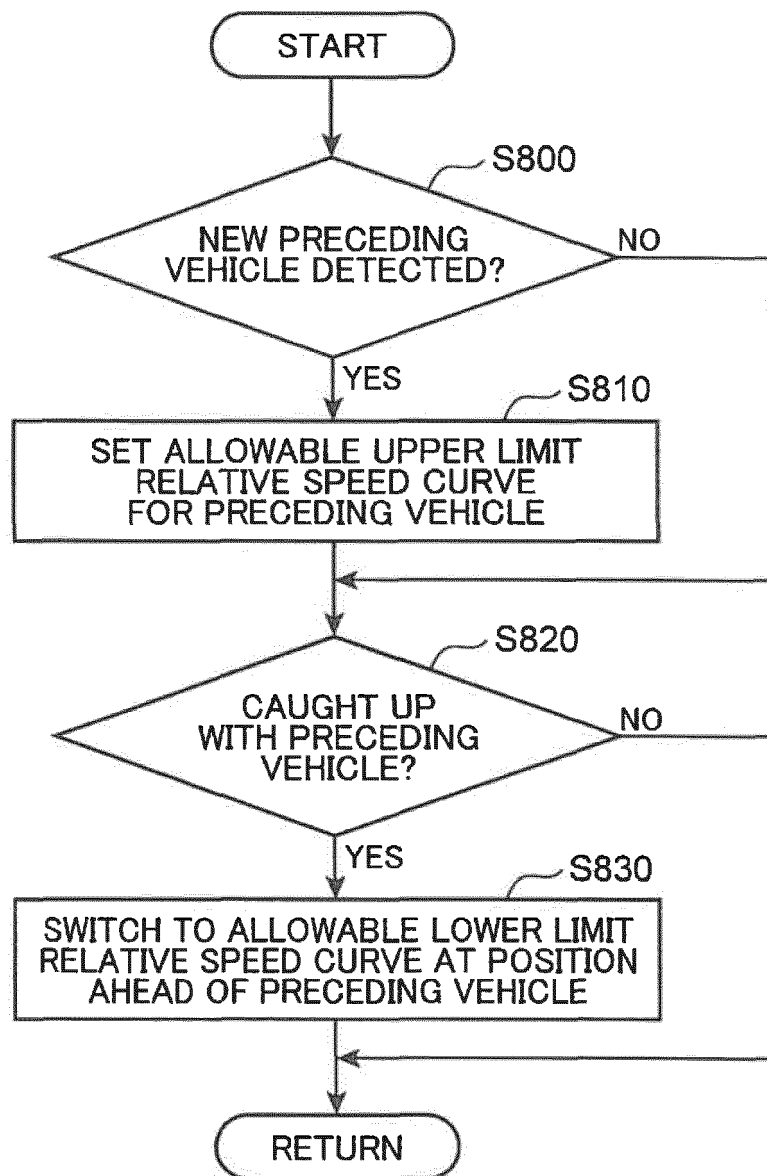 START
S800
NEW PRECEDING
VEHICLE DETECTED?
NO
YES
S810
SET ALLOWABLE UPPER LIMIT
RELATIVE SPEED CURVE
FOR PRECEDING VEHICLE
S820
CAUGHT UP
WITH PRECEDING
VEHICLE?
NO
YES
S830
SWITCH TO ALLOWABLE LOWER LIMIT
RELATIVE SPEED CURVE AT POSITION
AHEAD OF PRECEDING VEHICLE
RETURN